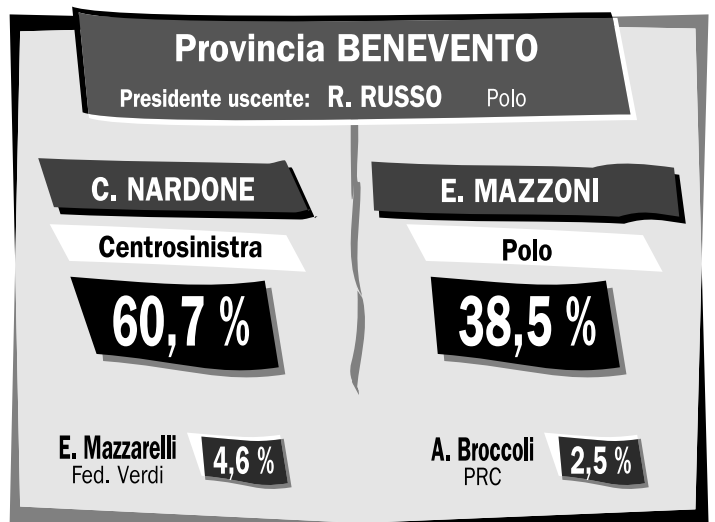 Provincia BENEVENTO
Presidente uscente: R. RUSSO Polo
C. NARDONE
Centrosinistra
60,7 %
E. MAZZONI
Polo
38,5 %
E. Mazzarelli
Fed. Verdi
4,6 %
A. Broccoli
PRC
2,5 %